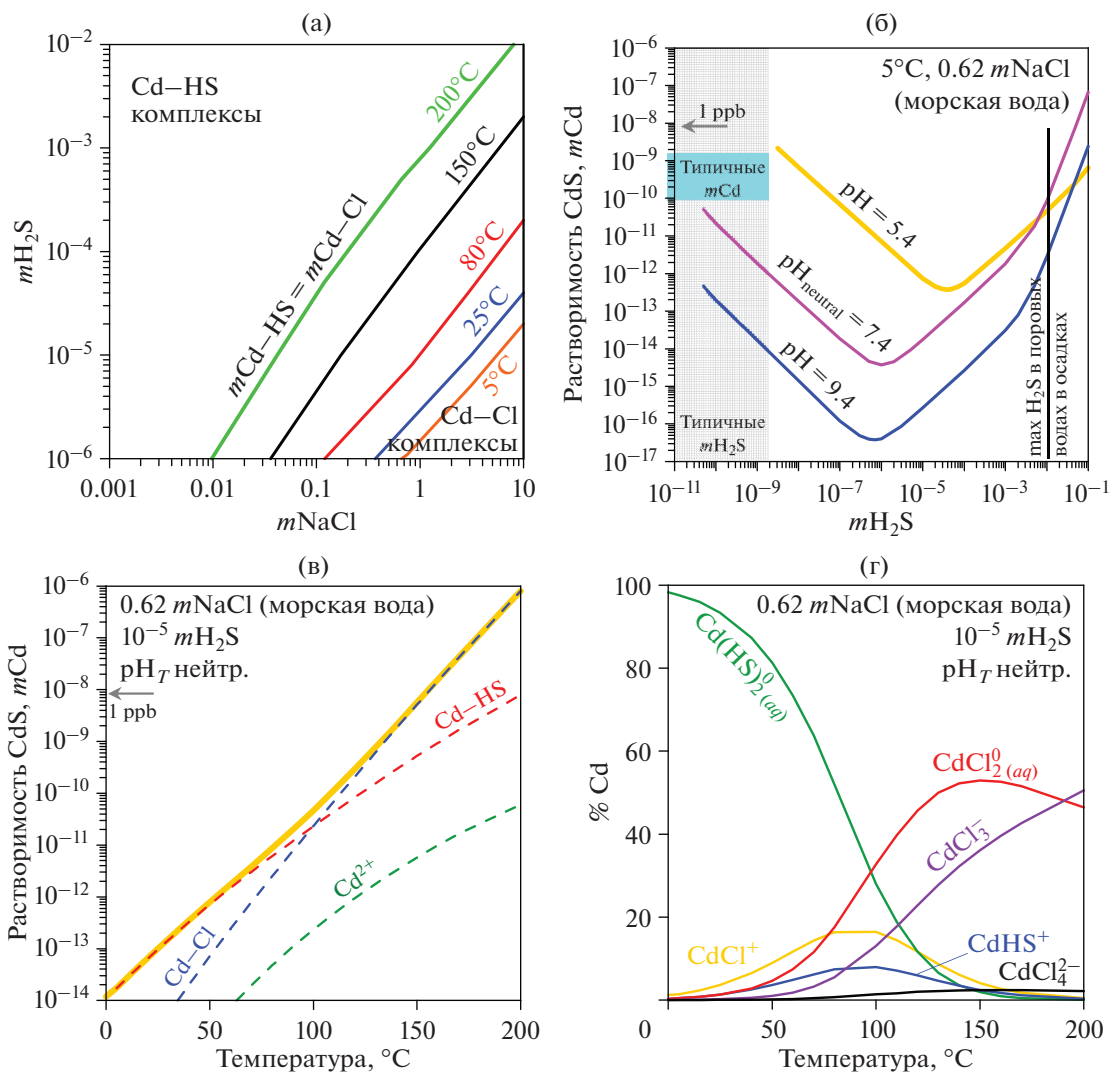 (а)
10−2
10−3
10−4
10−5
10−6
mH2S
Cd−HS
комплексы
200°C
150°C
80°C
25°C
5°C
mCd−HS = mCd−Cl
Cd−Cl
комплексы
0.001
0.01
0.1
1
10
mNaCl
(б)
10−6
10−7
10−8
10−9
10−10
10−11
10−12
10−13
10−14
10−15
10−16
10−17
Растворимость CdS, mCd
5°C, 0.62 mNaCl
(морская вода)
1 ppb
Типичные
mCd
pH = 5.4
pHneutral = 7.4
pH = 9.4
Типичные
mH2S
max H2S в поровых
водах в осадках
10−11
10−9
10−7
10−5
10−3
10−1
mH2S
(в)
10−6
10−7
10−8
10−9
10−10
10−11
10−12
10−13
10−14
Растворимость CdS, mCd
0.62 mNaCl (морская вода)
10−5 mH2S
pHT нейтр.
1 ppb
Cd−HS
Cd2+
Cd−Cl
0
50
100
150
200
Температура, °C
(г)
100
80
60
40
20
0
% Cd
0.62 mNaCl (морская вода)
10−5 mH2S
pHT нейтр.
Cd(HS)02 (aq)
CdCl02 (aq)
CdCl3−
CdCl+
CdHS+
CdCl42−
50
100
150
200
Температура, °C